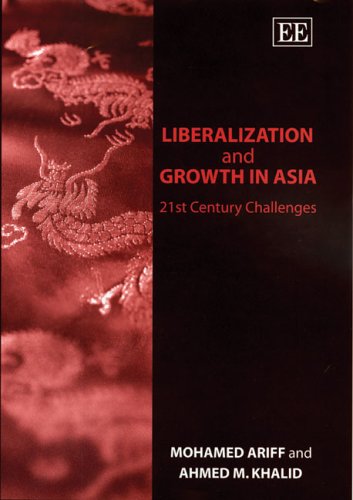 EE
LIBERALIZATION
and
GROWTH IN ASIA
21st Century Challenges
MOHAMED ARIFF and
AHMED M. KHALID